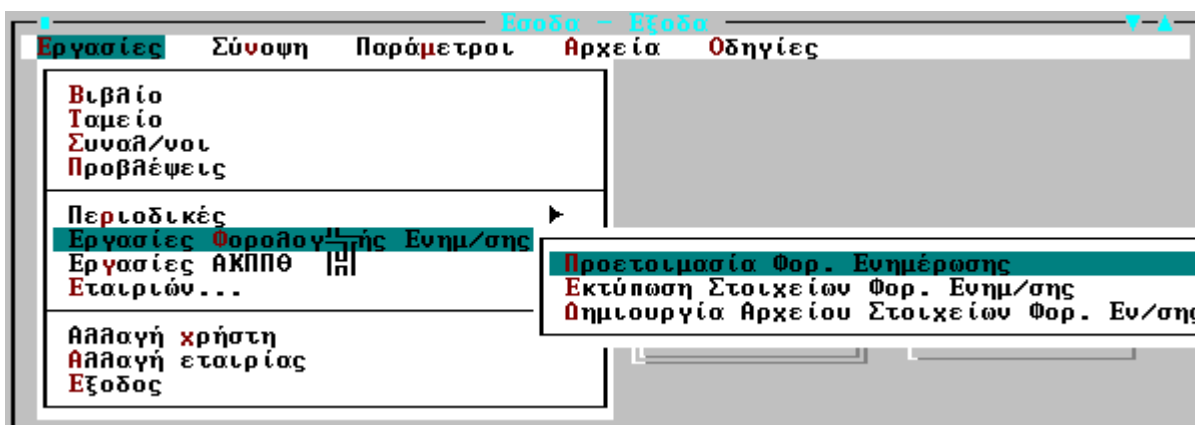 Εσοδα - Εξοδα
Εργασίες Σύνοψη Παράμετροι Αρχεία Οδηγίες
Βιβλίο
Ταμείο
Συναλ/νοι
Προβλέψεις
Περιοδικές
Εργασίες Φορολογ ής Ενημ/σης
Εργασίες ΑΚΠΠΘ
Εταιριών...
Αλλαγή χρήστη
Αλλαγή εταιρίας
Εξοδος
Προετοιμασία Φορ. Ενημέρωσης
Εκτύπωση Στοιχείων Φορ. Ενημ/σης
Δημιουργία Αρχείου Στοιχείων Φορ. Εν/σης